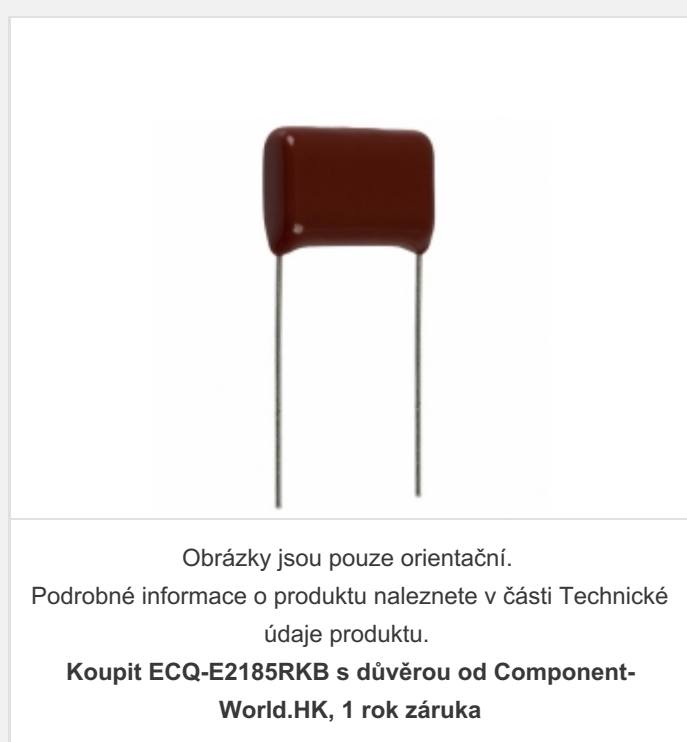 Obrázky jsou pouze orientační.
Podrobné informace o produktu naleznete v části Technické
údaje produktu.
Koupit ECQ-E2185RKB s důvěrou od Component-
World.HK, 1 rok záruka